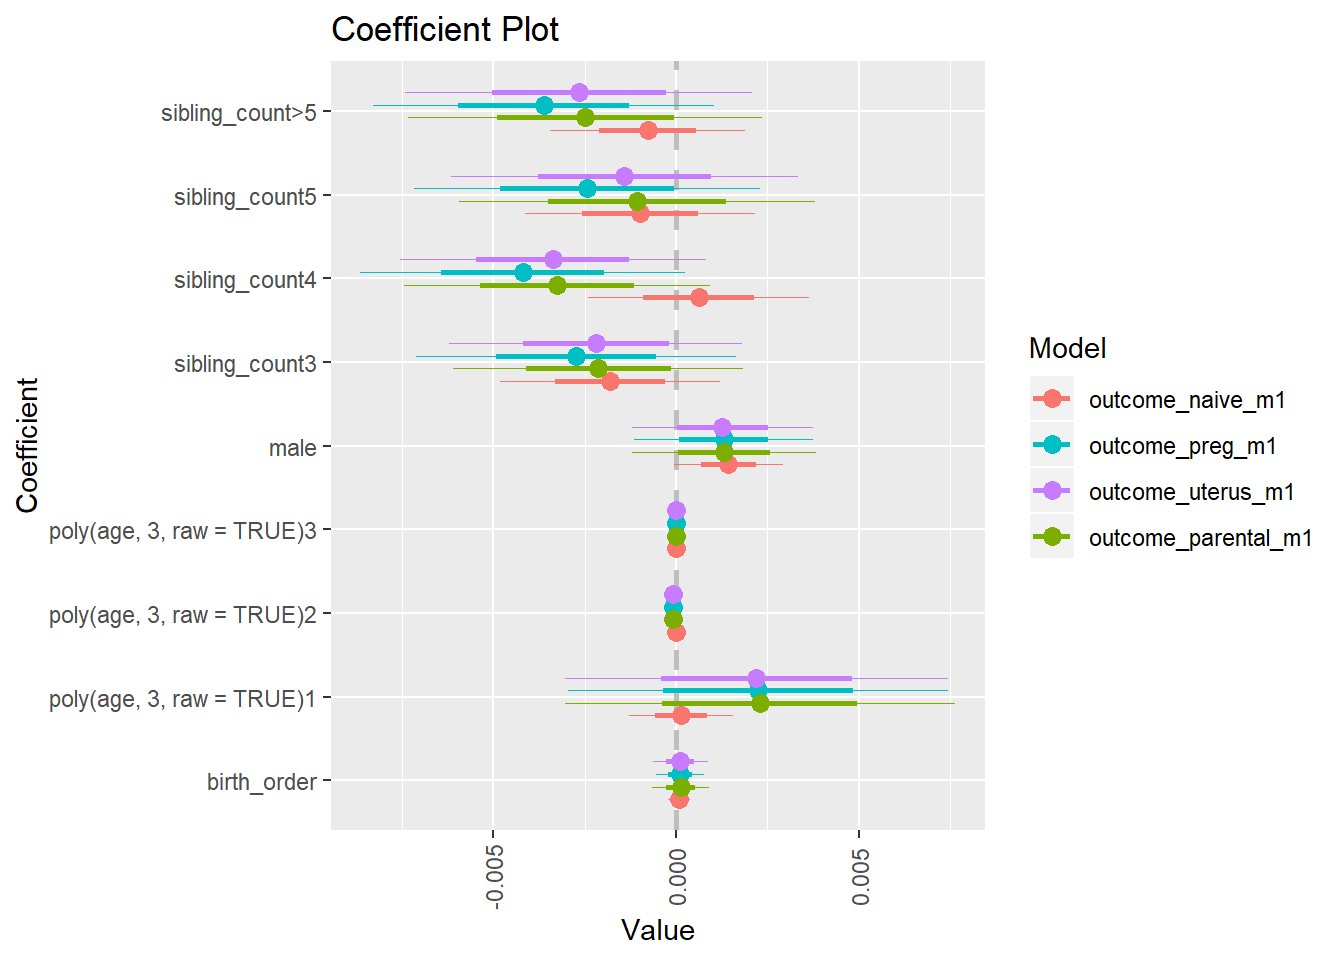 Coefficient Plot
Coefficient
sibling_count>5
sibling_count5
sibling_count4
sibling_count3
male
poly(age, 3, raw = TRUE)3
poly(age, 3, raw = TRUE)2
poly(age, 3, raw = TRUE)1
birth_order
-0.005
0.000
0.005
Value
Model
outcome_naive_m1
outcome_preg_m1
outcome_uterus_m1
outcome_parental_m1